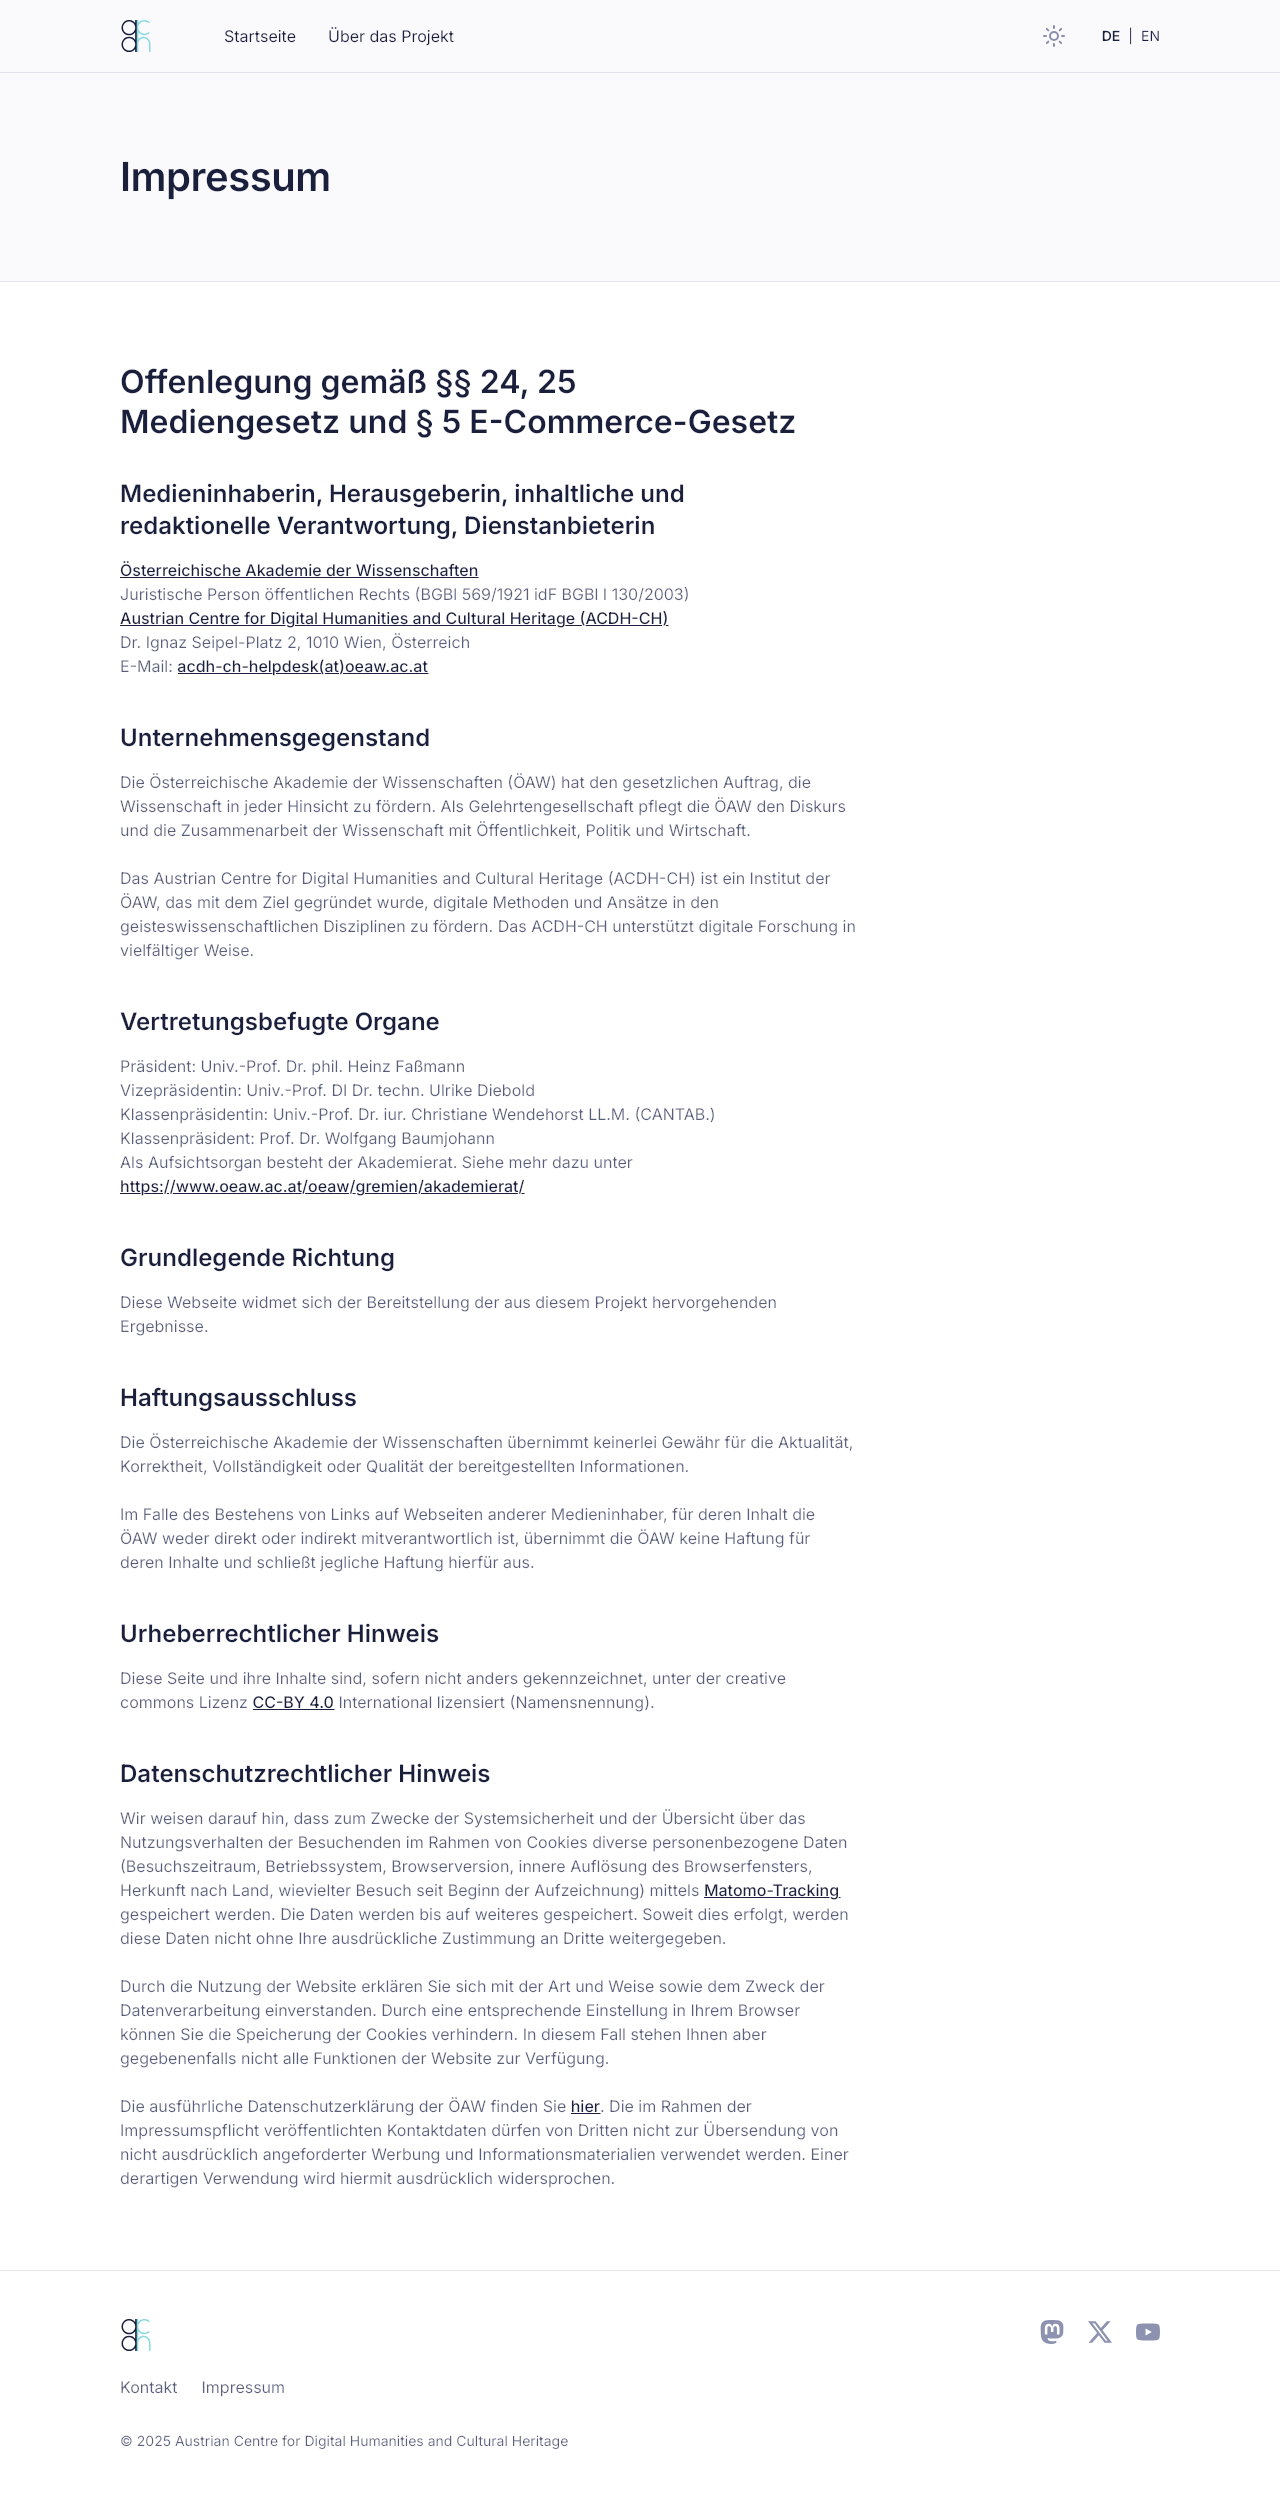 Startseite Über das Projekt DE | EN
Impressum
Offenlegung gemäß §§ 24, 25
Mediengesetz und § 5 E-Commerce-Gesetz
Medieninhaberin, Herausgeberin, inhaltliche und
redaktionelle Verantwortung, Dienstanbieterin
Österreichische Akademie der Wissenschaften
Juristische Person öffentlichen Rechts (BGBl 569/1921 idF BGBl I 130/2003)
Austrian Centre for Digital Humanities and Cultural Heritage (ACDH-CH)
Dr. Ignaz Seipel-Platz 2, 1010 Wien, Österreich
E-Mail: acdh-ch-helpdesk(at)oeaw.ac.at
Unternehmensgegenstand
Die Österreichische Akademie der Wissenschaften (ÖAW) hat den gesetzlichen Auftrag, die
Wissenschaft in jeder Hinsicht zu fördern. Als Gelehrtengesellschaft pflegt die ÖAW den Diskurs
und die Zusammenarbeit der Wissenschaft mit Öffentlichkeit, Politik und Wirtschaft.
Das Austrian Centre for Digital Humanities and Cultural Heritage (ACDH-CH) ist ein Institut der
ÖAW, das mit dem Ziel gegründet wurde, digitale Methoden und Ansätze in den
geisteswissenschaftlichen Disziplinen zu fördern. Das ACDH-CH unterstützt digitale Forschung in
vielfältiger Weise.
Vertretungsbefugte Organe
Präsident: Univ.-Prof. Dr. phil. Heinz Faßmann
Vizepräsidentin: Univ.-Prof. DI Dr. techn. Ulrike Diebold
Klassenpräsidentin: Univ.-Prof. Dr. iur. Christiane Wendehorst LL.M. (CANTAB.)
Klassenpräsident: Prof. Dr. Wolfgang Baumjohann
Als Aufsichtsorgan besteht der Akademierat. Siehe mehr dazu unter
https://www.oeaw.ac.at/oeaw/gremien/akademierat/
Grundlegende Richtung
Diese Webseite widmet sich der Bereitstellung der aus diesem Projekt hervorgehenden
Ergebnisse.
Haftungsausschluss
Die Österreichische Akademie der Wissenschaften übernimmt keinerlei Gewähr für die Aktualität,
Korrektheit, Vollständigkeit oder Qualität der bereitgestellten Informationen.
Im Falle des Bestehens von Links auf Webseiten anderer Medieninhaber, für deren Inhalt die
ÖAW weder direkt oder indirekt mitverantwortlich ist, übernimmt die ÖAW keine Haftung für
deren Inhalte und schließt jegliche Haftung hierfür aus.
Urheberrechtlicher Hinweis
Diese Seite und ihre Inhalte sind, sofern nicht anders gekennzeichnet, unter der creative
commons Lizenz CC-BY 4.0 International lizensiert (Namensnennung).
Datenschutzrechtlicher Hinweis
Wir weisen darauf hin, dass zum Zwecke der Systemsicherheit und der Übersicht über das
Nutzungsverhalten der Besuchenden im Rahmen von Cookies diverse personenbezogene Daten
(Besuchszeitraum, Betriebssystem, Browserversion, innere Auflösung des Browserfensters,
Herkunft nach Land, wievielter Besuch seit Beginn der Aufzeichnung) mittels Matomo-Tracking
gespeichert werden. Die Daten werden bis auf weiteres gespeichert. Soweit dies erfolgt, werden
diese Daten nicht ohne Ihre ausdrückliche Zustimmung an Dritte weitergegeben.
Durch die Nutzung der Website erklären Sie sich mit der Art und Weise sowie dem Zweck der
Datenverarbeitung einverstanden. Durch eine entsprechende Einstellung in Ihrem Browser
können Sie die Speicherung der Cookies verhindern. In diesem Fall stehen Ihnen aber
gegebenenfalls nicht alle Funktionen der Website zur Verfügung.
Die ausführliche Datenschutzerklärung der ÖAW finden Sie hier. Die im Rahmen der
Impressumspflicht veröffentlichten Kontaktdaten dürfen von Dritten nicht zur Übersendung von
nicht ausdrücklich angeforderter Werbung und Informationsmaterialien verwendet werden. Einer
derartigen Verwendung wird hiermit ausdrücklich widersprochen.
Kontakt Impressum
© 2025 Austrian Centre for Digital Humanities and Cultural Heritage